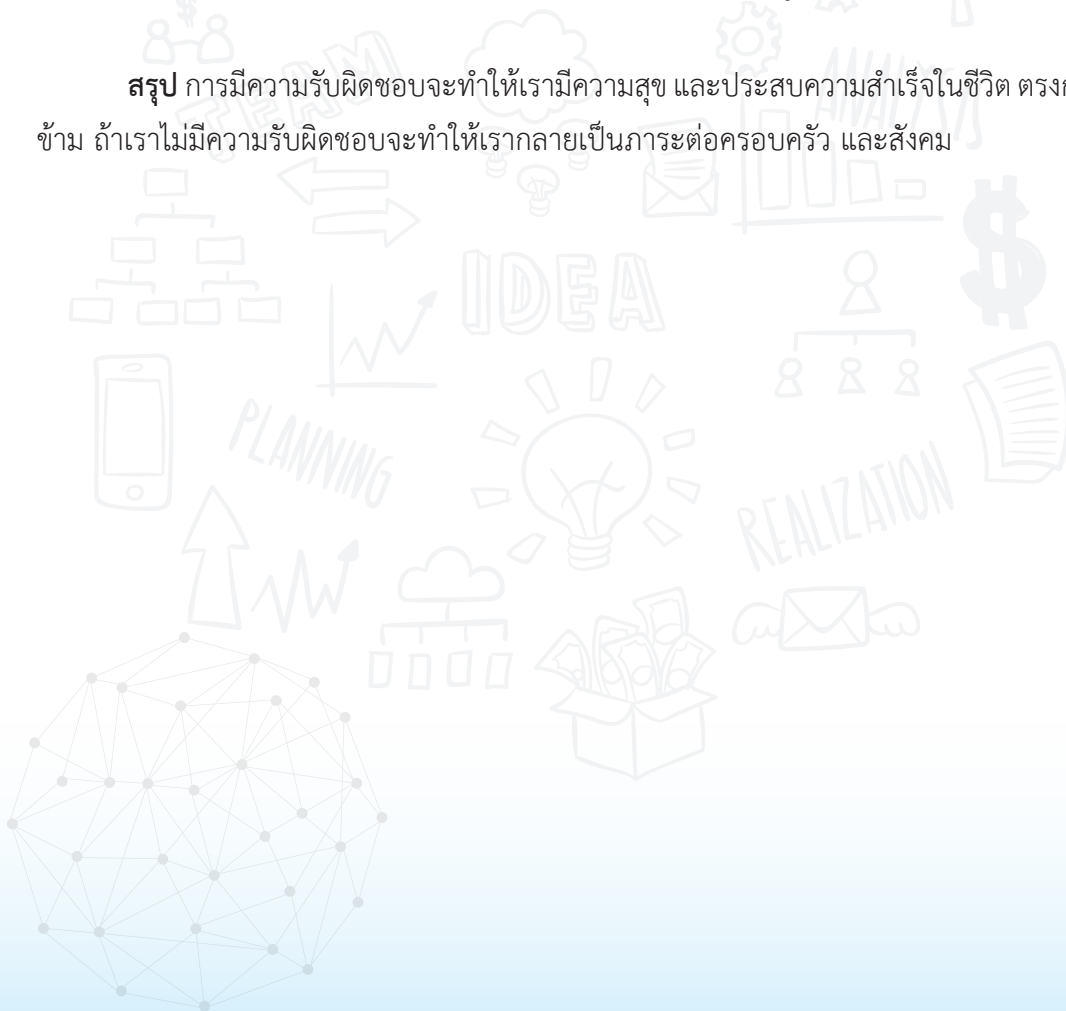 TEAM
ANALYSIS
สรุป การมีความรับผิดชอบจะทำให้เรามีความสุข และประสบความสำเร็จในชีวิต
ข้าม ถ้าเราไม่มีความรับผิดชอบจะทำให้เรากลายเป็นภาระต่อครอบครัว และสังคม
IDEA
PLANNING
REALIZATION